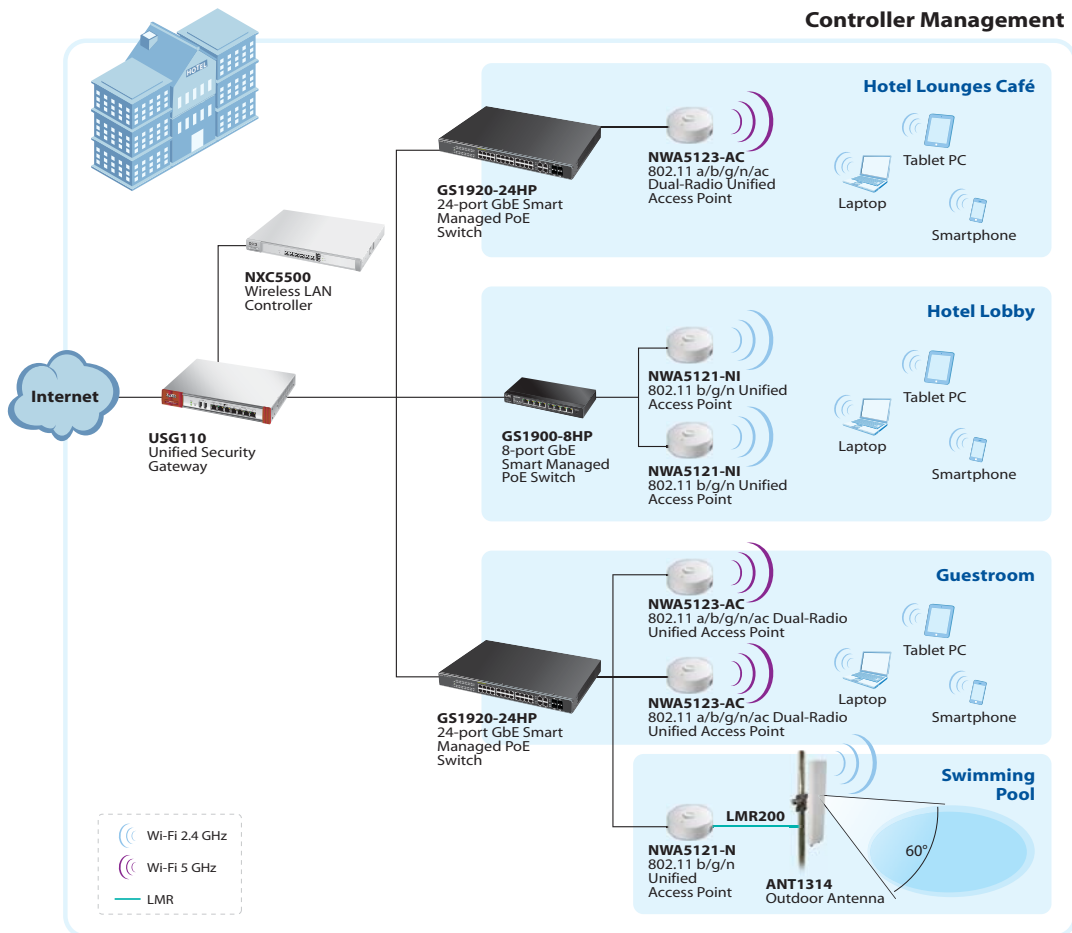 Controller Management
HOTEL
Hotel Lounges Café
NWA5123-AC
802.11 a/b/g/n/ac
Dual-Radio Unified
Access Point
Tablet PC
Laptop
Smartphone
GS1920-24HP
24-port GbE Smart
Managed PoE
Switch
NXC5500
Wireless LAN
Controller
Hotel Lobby
NWA5121-NI
802.11 b/g/n Unified
Access Point
Tablet PC
Laptop
Smartphone
Internet
USG110
Unified Security
Gateway
GS1900-8HP
8-port GbE
Smart Managed
PoE Switch
NWA5121-NI
802.11 b/g/n Unified
Access Point
Guestroom
NWA5123-AC
802.11 a/b/g/n/ac Dual-Radio
Unified Access Point
Tablet PC
Laptop
Smartphone
GS1920-24HP
24-port GbE Smart
Managed PoE
Switch
NWA5123-AC
802.11 a/b/g/n/ac Dual-Radio
Unified Access Point
Swimming
Pool
LMR200
60°
NWA5121-N
802.11 b/g/n
Unified
Access Point
ANT1314
Outdoor Antenna
Wi-Fi 2.4 GHz
Wi-Fi 5 GHz
LMR